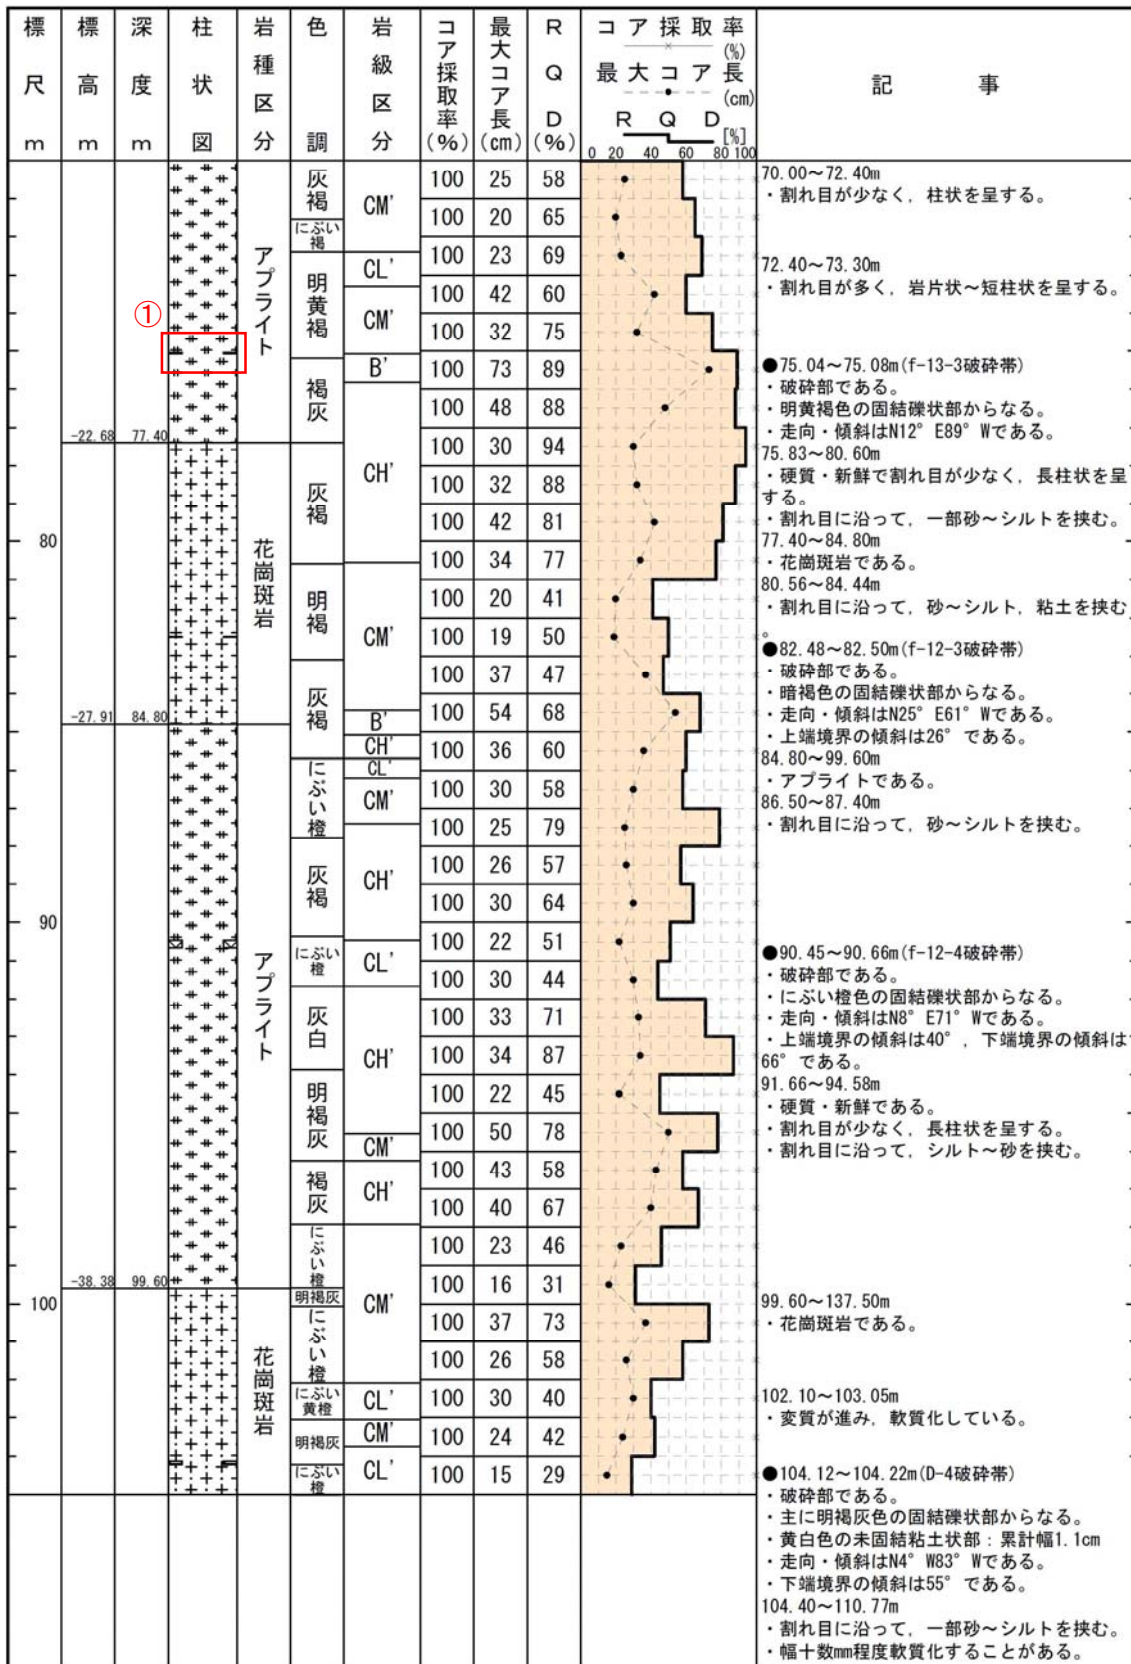 標尺 m
標高 m
深度 m
柱状図
岩種区分
色調
岩級区分
コア採取率(%)
最大コア長(cm)
RQD(%)
コア採取率
(%)
最大コア長
(cm)
RQD
[%]
0 20 40 60 80 100
記事
①
80
90
100
-22.68 77.40
-27.91 84.80
-38.38 99.60
アプライト
花崗斑岩
アプライト
花崗斑岩
灰褐
にぶい褐
明黄褐
褐灰
灰褐
明褐
灰褐
にぶい橙
灰褐
にぶい橙
灰白
明褐灰
褐灰
にぶい橙
明褐灰
にぶい橙
にぶい黄橙
明褐灰
にぶい橙
CM'
CL'
CM'
B'
CH'
CM'
B'
CH'
CL'
CM'
CH'
CL'
CH'
CM'
CH'
CM'
CL'
CM'
CL'
100 25 58
100 20 65
100 23 69
100 42 60
100 32 75
100 73 89
100 48 88
100 30 94
100 32 88
100 42 81
100 34 77
100 20 41
100 19 50
100 37 47
100 54 68
100 36 60
100 30 58
100 25 79
100 26 57
100 30 64
100 22 51
100 30 44
100 33 71
100 34 87
100 22 45
100 50 78
100 43 58
100 40 67
100 23 46
100 16 31
100 37 73
100 26 58
100 30 40
100 24 42
100 15 29
70.00～72.40m
・割れ目が少なく，柱状を呈する。
72.40～73.30m
・割れ目が多く，岩片状～短柱状を呈する。
●75.04～75.08m(f-13-3破砕帯)
・破砕部である。
・明黄褐色の固結礫状部からなる。
・走向・傾斜はN12°E89°Wである。
75.83～80.60m
・硬質・新鮮で割れ目が少なく，長柱状を呈
する。
・割れ目に沿って，一部砂～シルトを挟む。
77.40～84.80m
・花崗斑岩である。
80.56～84.44m
・割れ目に沿って，砂～シルト，粘土を挟む
。
●82.48～82.50m(f-12-3破砕帯)
・破砕部である。
・暗褐色の固結礫状部からなる。
・走向・傾斜はN25°E61°Wである。
・上端境界の傾斜は26°である。
84.80～99.60m
・アプライトである。
86.50～87.40m
・割れ目に沿って，砂～シルトを挟む。
●90.45～90.66m(f-12-4破砕帯)
・破砕部である。
・にぶい橙色の固結礫状部からなる。
・走向・傾斜はN8°E71°Wである。
・上端境界の傾斜は40°，下端境界の傾斜は
66°である。
91.66～94.58m
・硬質・新鮮である。
・割れ目が少なく，長柱状を呈する。
・割れ目に沿って，シルト～砂を挟む。
99.60～137.50m
・花崗斑岩である。
102.10～103.05m
・変質が進み，軟質化している。
●104.12～104.22m(D-4破砕帯)
・破砕部である。
・主に明褐灰色の固結礫状部からなる。
・黄白色の未固結粘土状部：累計幅1.1cm
・走向・傾斜はN4°W83°Wである。
・下端境界の傾斜は55°である。
104.40～110.77m
・割れ目に沿って，一部砂～シルトを挟む。
・幅十数mm程度軟質化することがある。